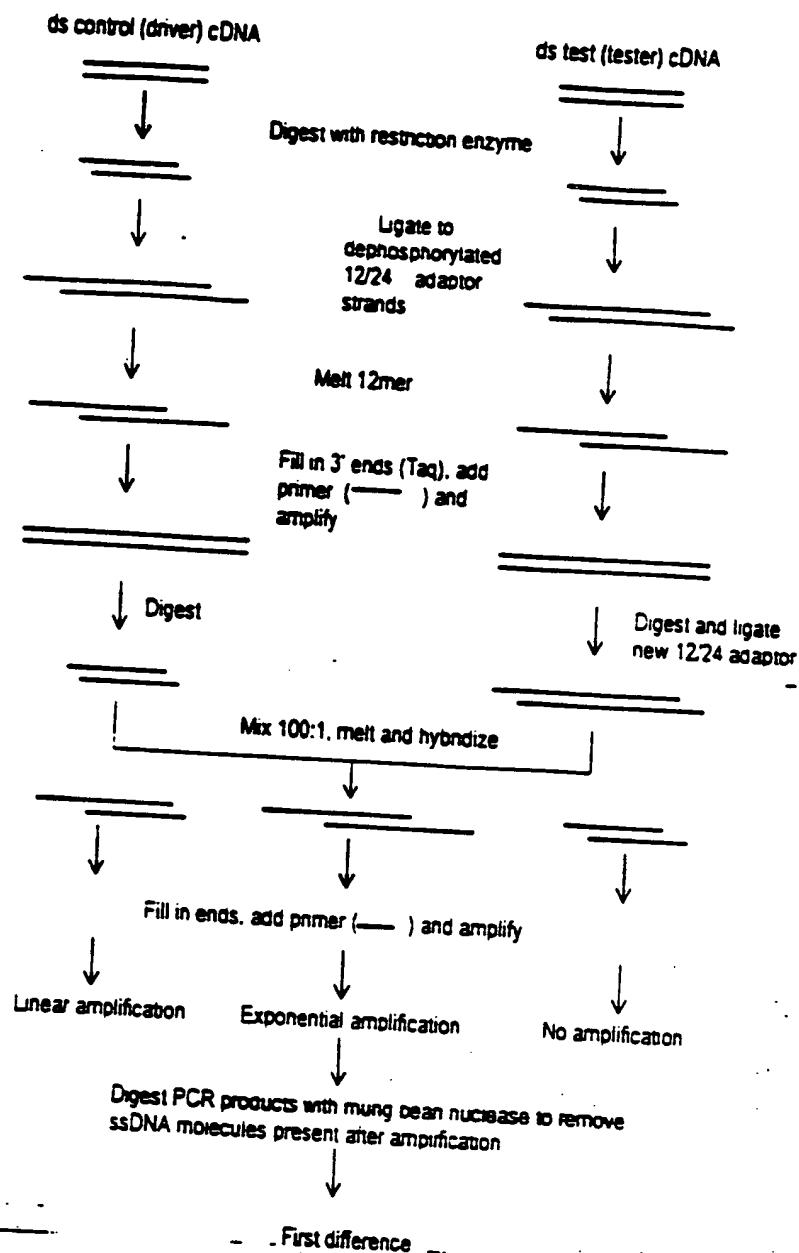 ds control (driver) cDNA
ds test (tester) cDNA
Digest with restriction enzyme
Ligate to
dephosphorylated
12/24 adaptor
strands
Melt 12mer
Fill in 3' ends (Taq), add
primer ( ) and
amplify
Digest
Digest and ligate
new 12/24 adaptor
Mix 100:1, melt and hybridize
Fill in ends, add primer ( ) and amplify
Linear amplification
Exponential amplification
No amplification
Digest PCR products with mung bean nuclease to remove
ssDNA molecules present after amplification
First difference